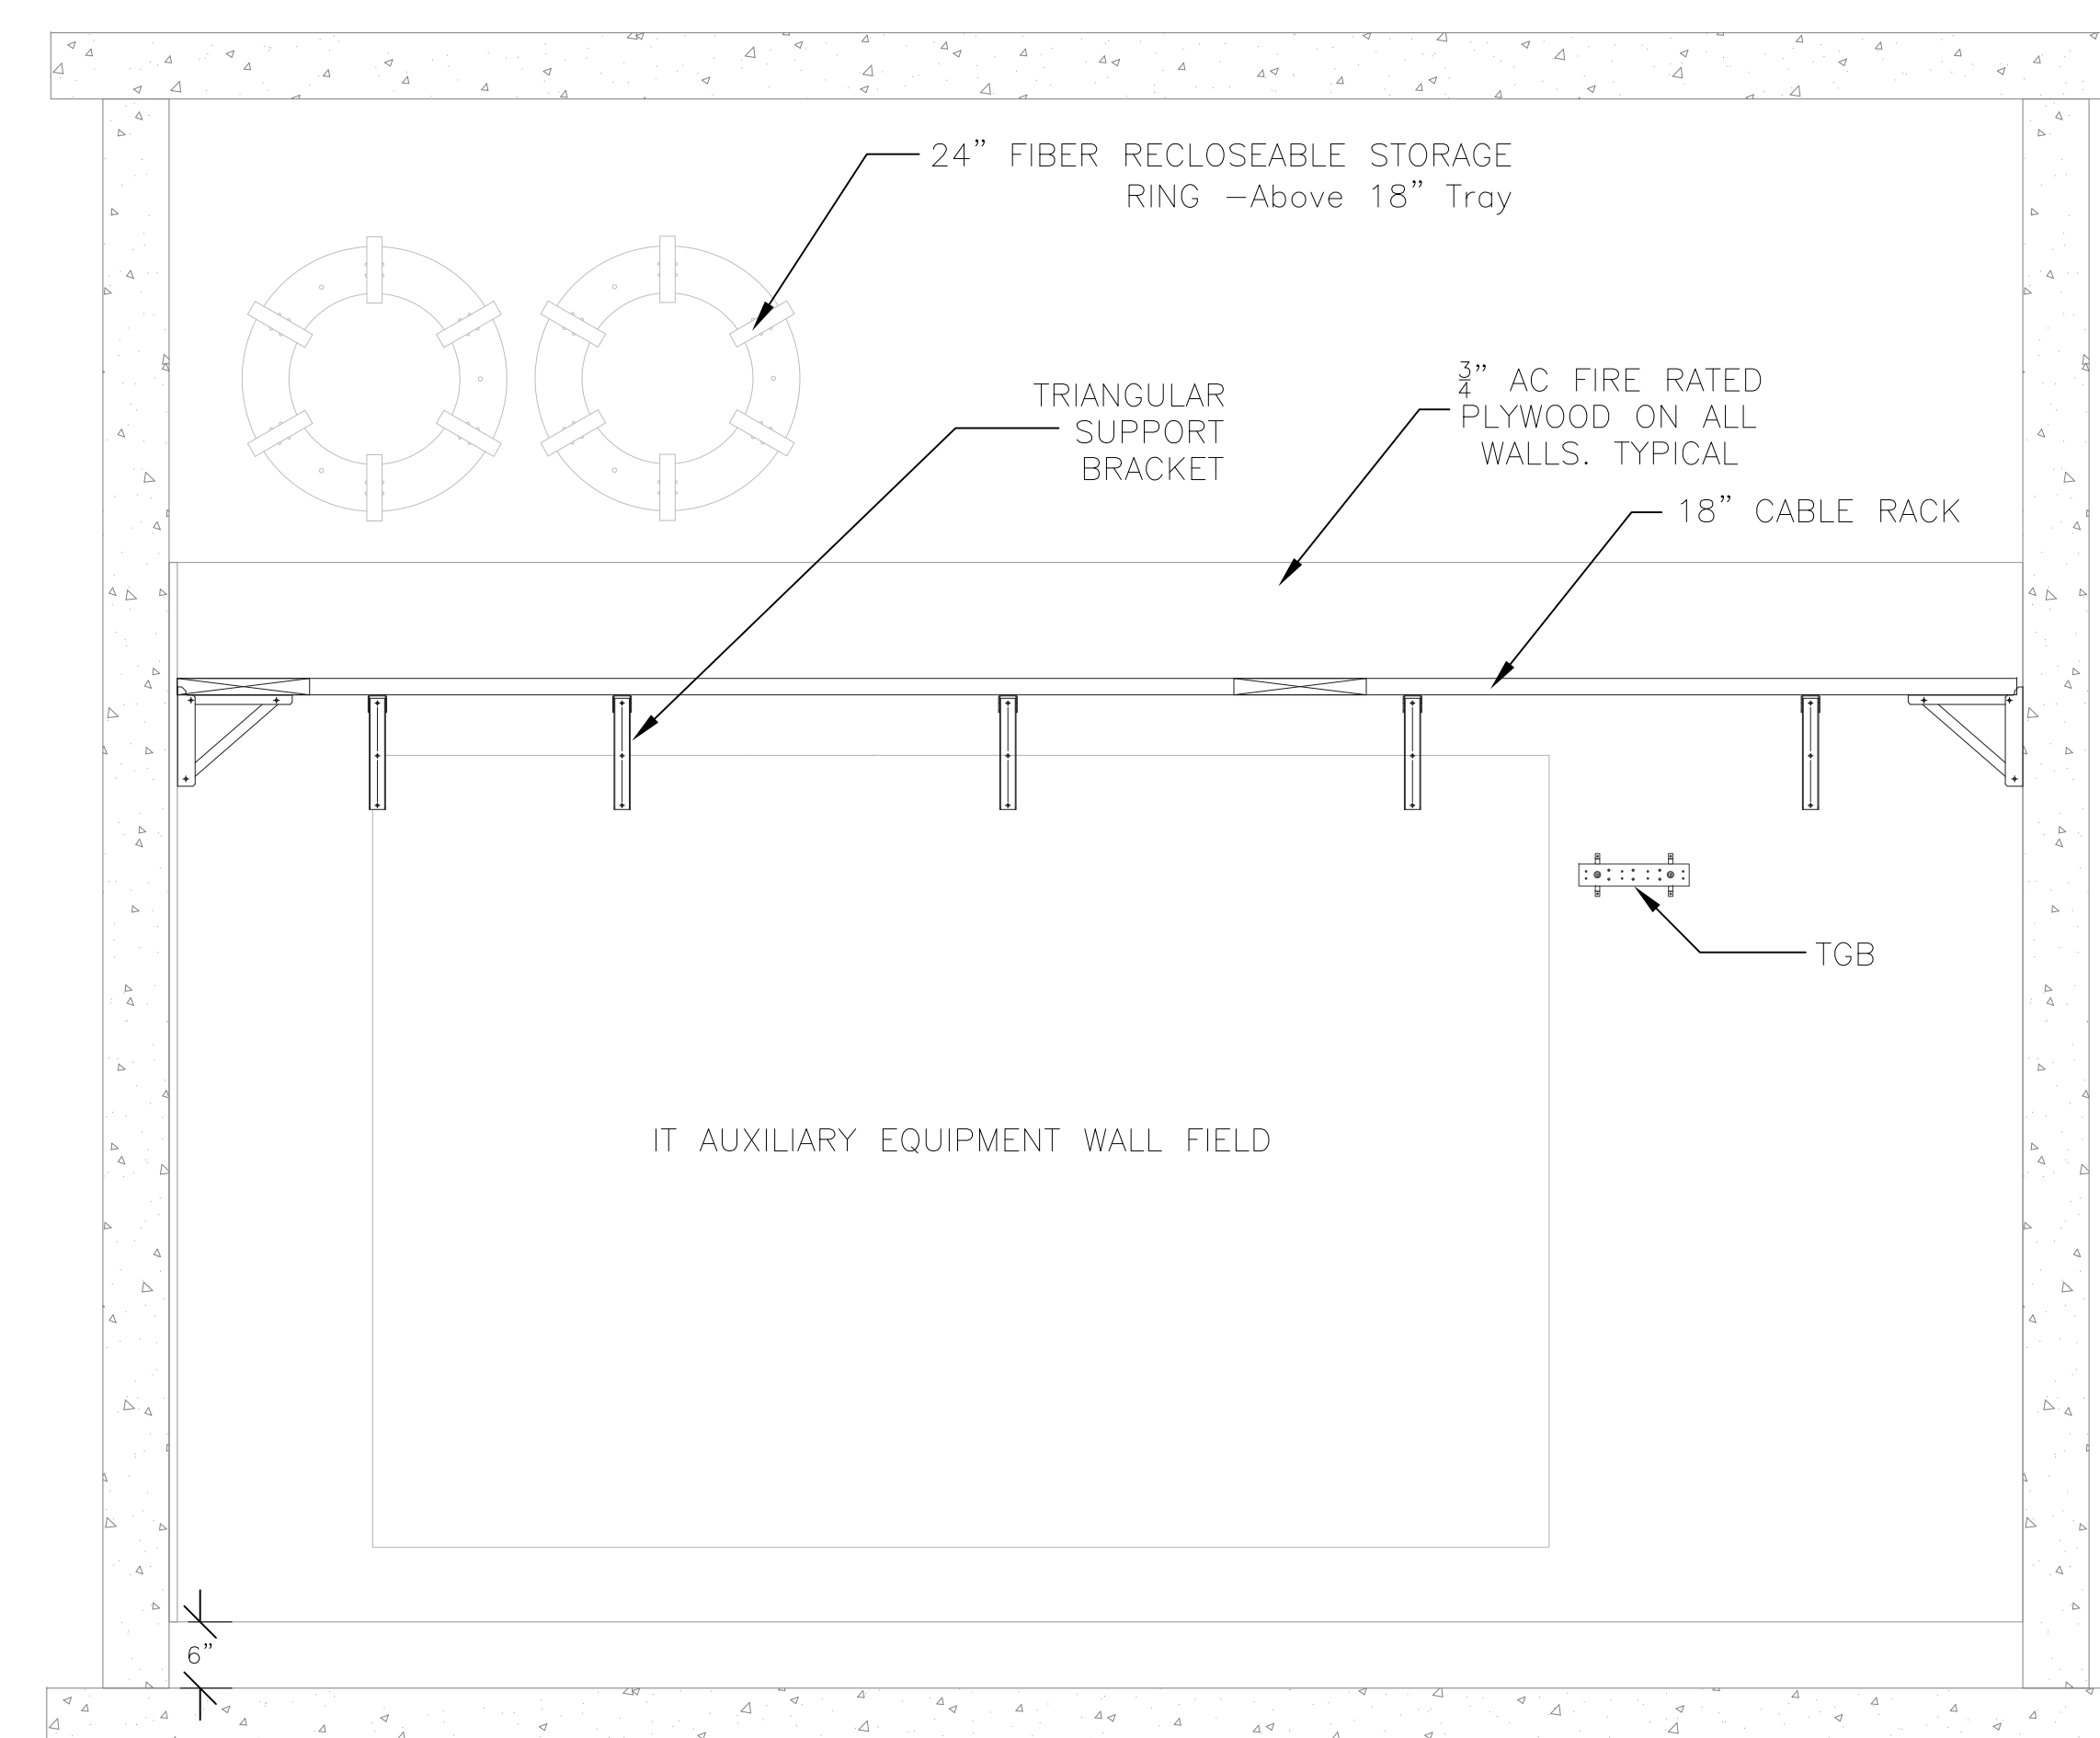 24” FIBER RECLOSEABLE STORAGE
RING –Above 18” Tray
TRIANGULAR
SUPPORT
BRACKET
3/4” AC FIRE RATED
PLYWOOD ON ALL
WALLS. TYPICAL
18” CABLE RACK
TGB
IT AUXILIARY EQUIPMENT WALL FIELD
6”